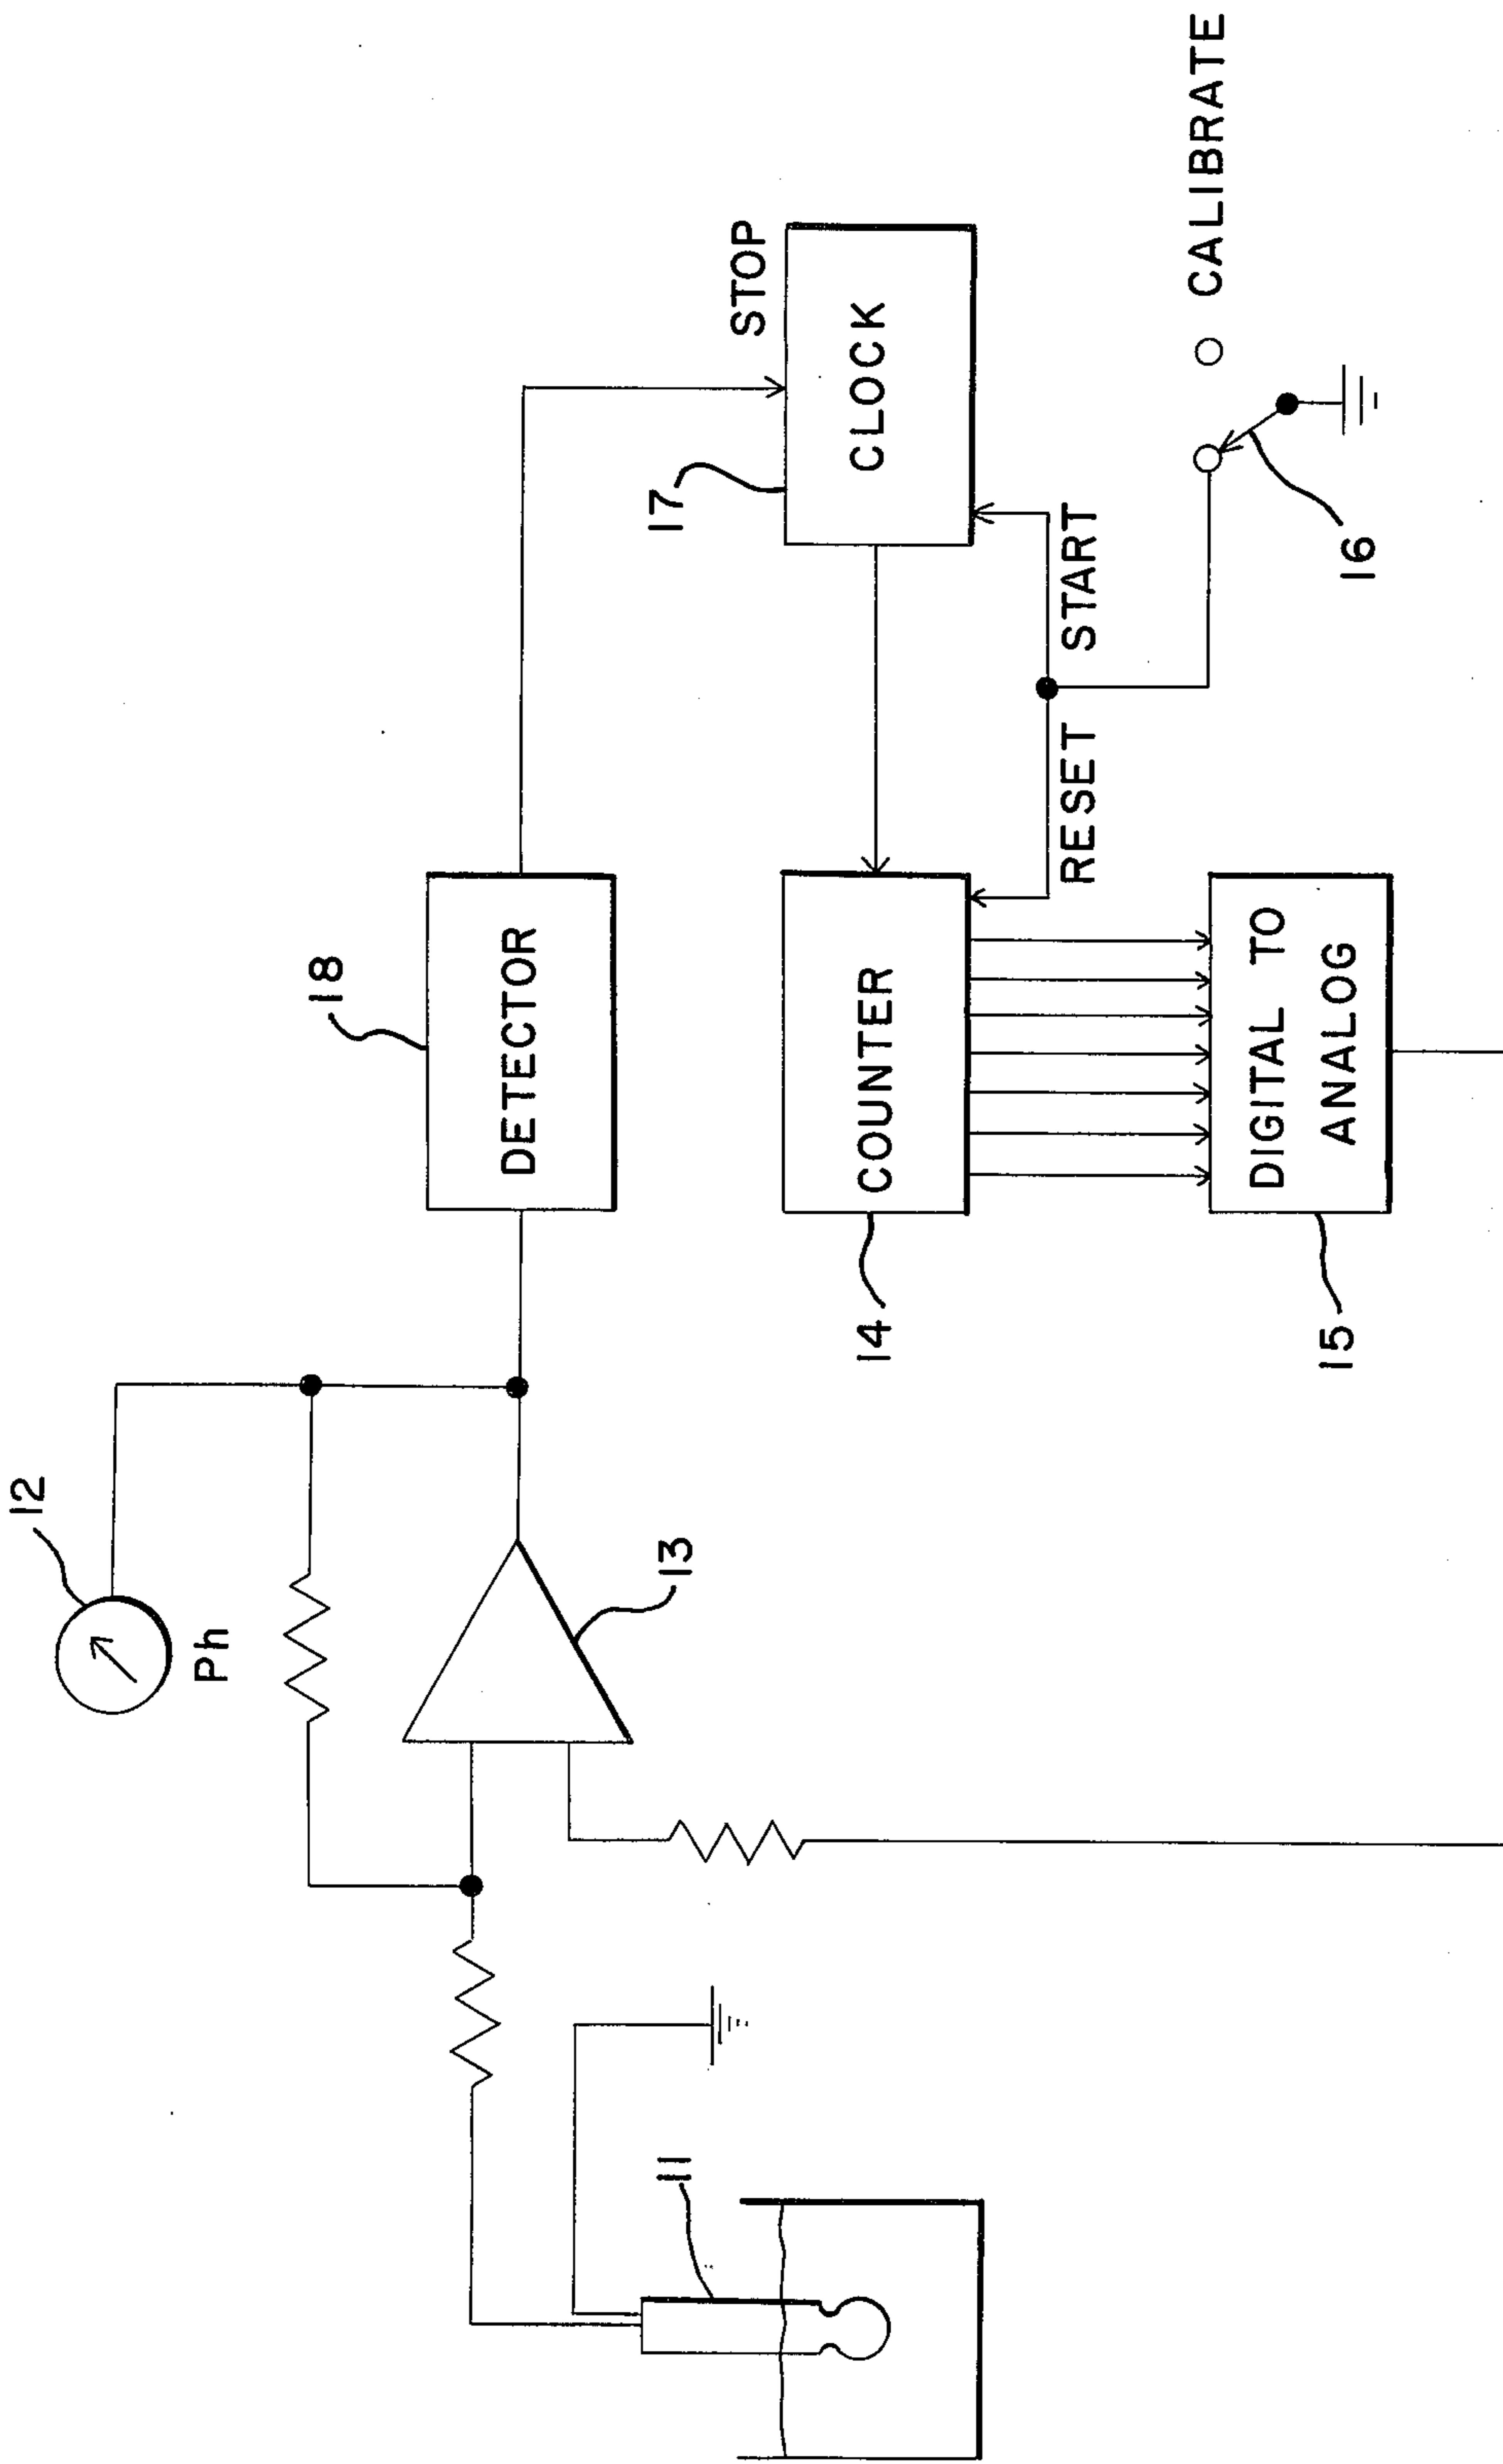 12
Ph
13
11
18
DETECTOR
STOP
17
CLOCK
14
COUNTER
RESET START
15
DIGITAL TO
ANALOG
16
CALIBRATE